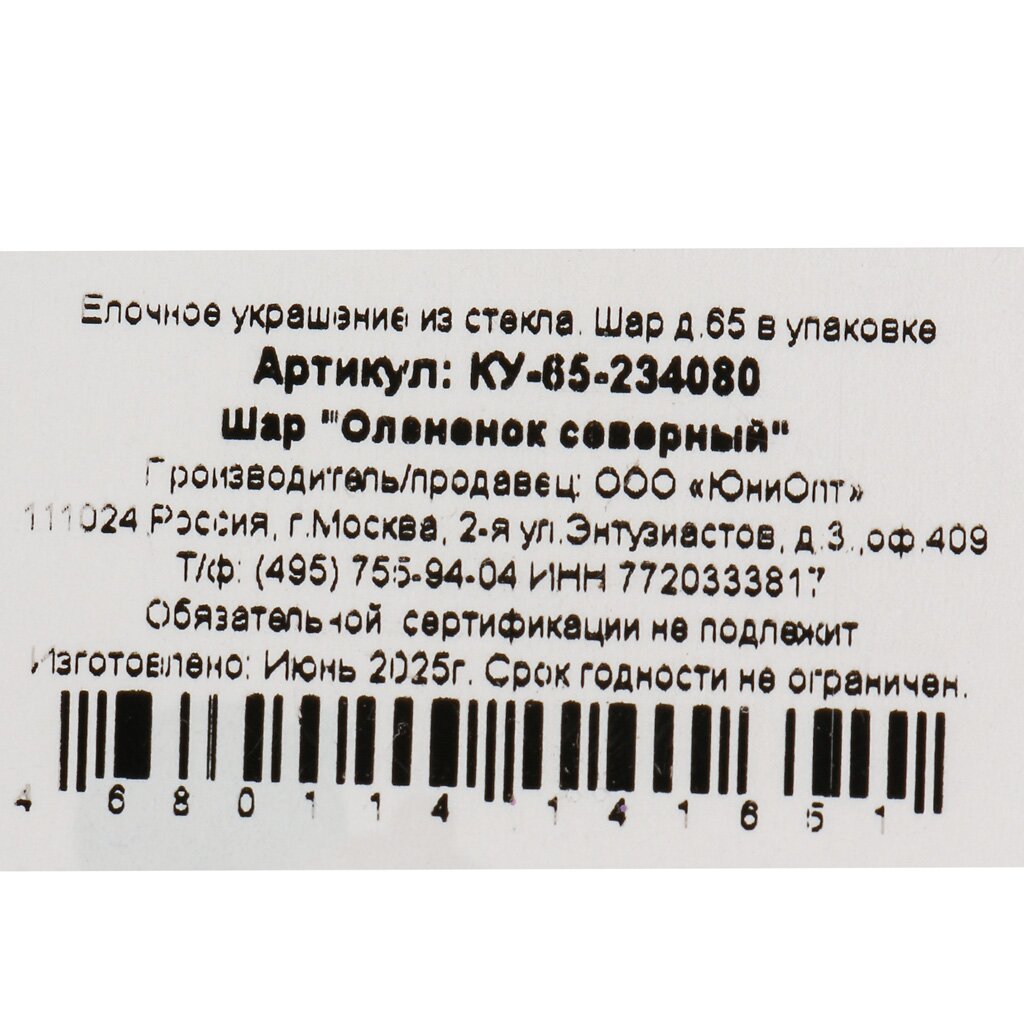 Елочное украшение из стекла. Шар д.65 в упаковке
Артикул: КУ-65-234080
Шар ""Олененок северный"
Производитель/продавец: ООО «ЮниОпт»
111024,Россия, г.Москва, 2-я ул.Энтузиастов, д.3.,оф.409
Т/ф: (495) 755-94-04 ИНН 7720333817
Обязательной сертификации не подлежит
Изготовлено: Июнь 2025г. Срок годности не ограничен.
4 680114 141651